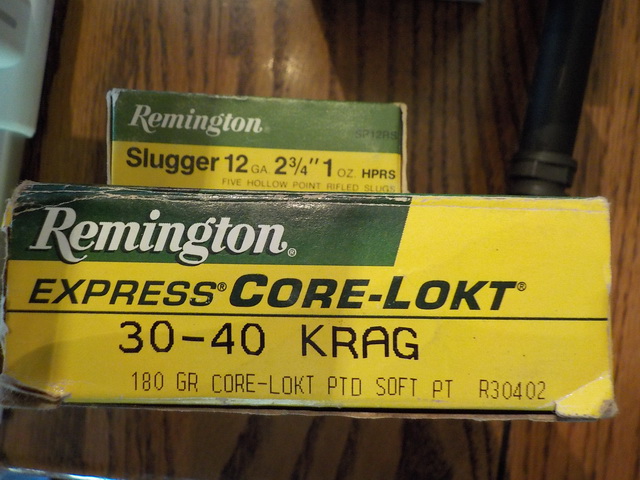 Remington®
SP12RS
Slugger 12 GA. 2¾" 1 OZ. HPRS
FIVE HOLLOW POINT RIFLED SLUGS
Remington®
EXPRESS® CORE-LOKT®
30-40 KRAG
180 GR CORE-LOKT PTD SOFT PT R30402